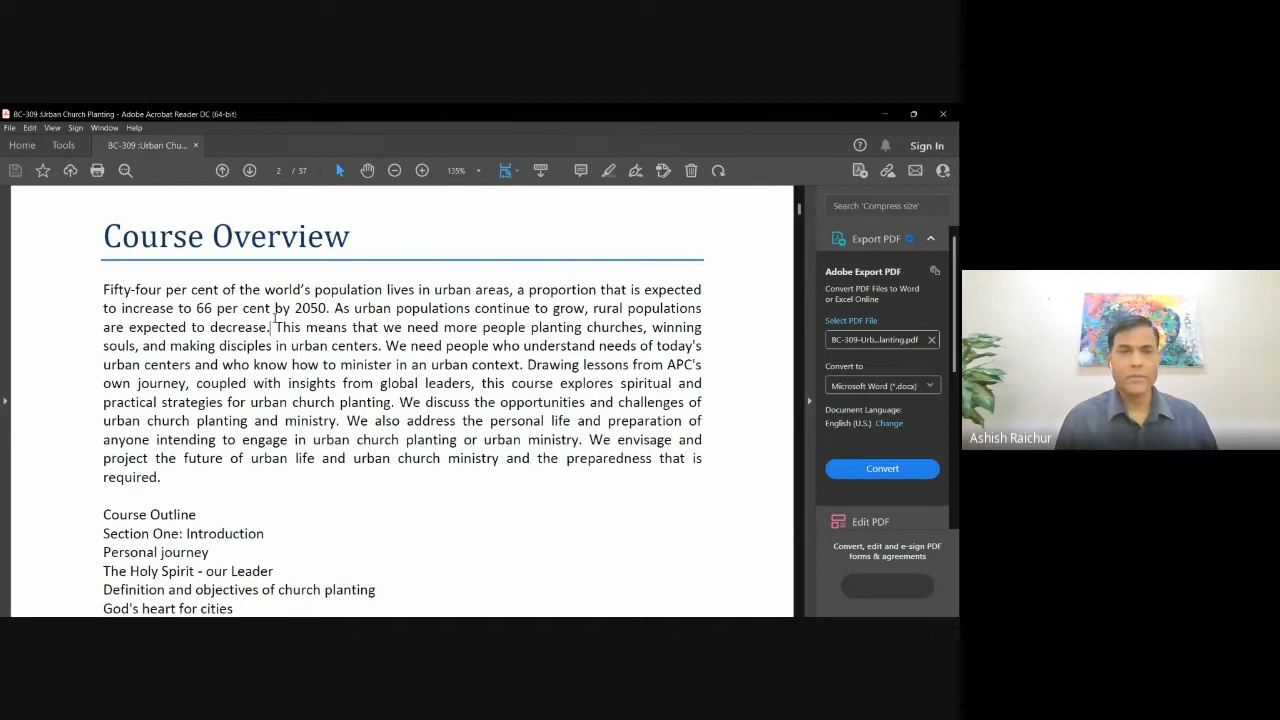 BC-309 :Urban Church Planting - Adobe Acrobat Reader DC (64-bit)
File Edit View Sign Window Help
Home Tools BC-309 :Urban Chu... × Sign In
2 / 57 135%
Search 'Compress size'
Course Overview
Export PDF
Fifty-four per cent of the world's population lives in urban areas, a proportion that is expected
to increase to 66 per cent by 2050. As urban populations continue to grow, rural populations
are expected to decrease. This means that we need more people planting churches, winning
souls, and making disciples in urban centers. We need people who understand needs of today's
urban centers and who know how to minister in an urban context. Drawing lessons from APC's
own journey, coupled with insights from global leaders, this course explores spiritual and
practical strategies for urban church planting. We discuss the opportunities and challenges of
urban church planting and ministry. We also address the personal life and preparation of
anyone intending to engage in urban church planting or urban ministry. We envisage and
project the future of urban life and urban church ministry and the preparedness that is
required.
Course Outline
Section One: Introduction
Personal journey
The Holy Spirit - our Leader
Definition and objectives of church planting
God's heart for cities
Adobe Export PDF
Convert PDF Files to Word
or Excel Online
Select PDF File
BC-309-Urb...lanting.pdf
Convert to
Microsoft Word (*.docx)
Document Language:
English (U.S.) Change
Convert
Edit PDF
Convert, edit and e-sign PDF
forms & agreements
Ashish Raichur